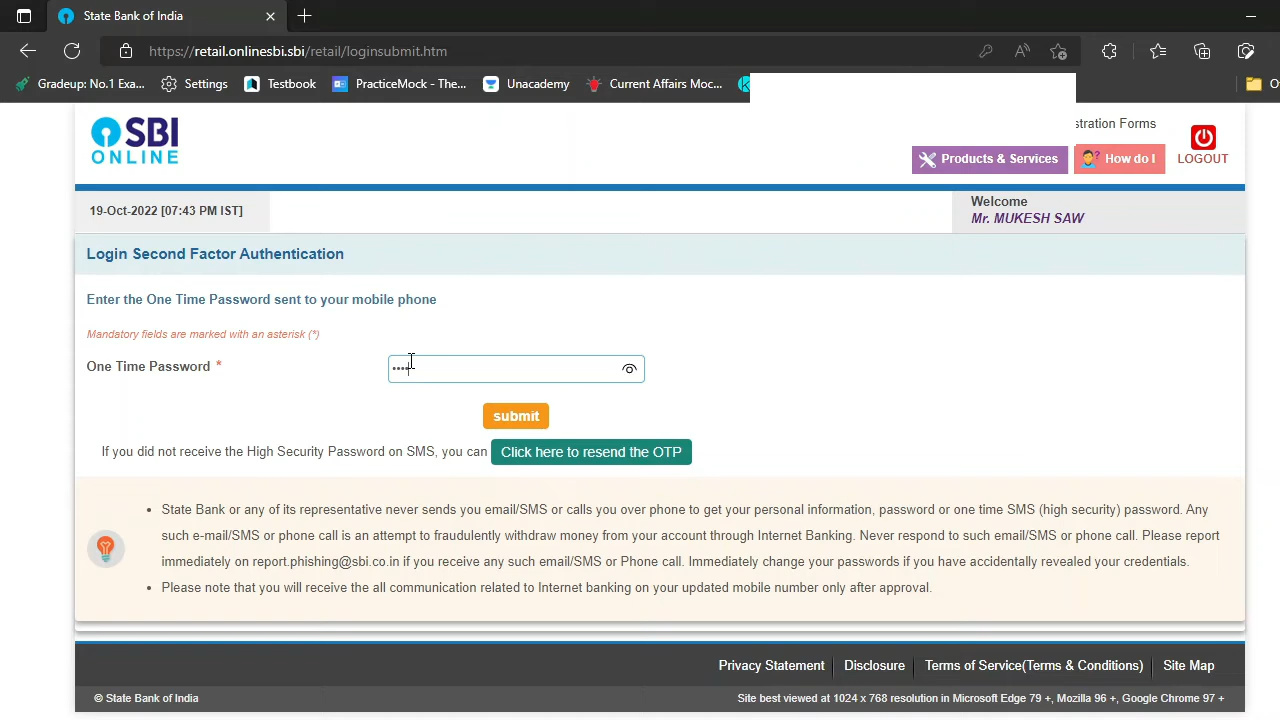 State Bank of India
https://retail.onlinesbi.sbi/retail/loginsubmit.htm
Gradeup: No.1 Exa... Settings Testbook PracticeMock - The... Unacademy Current Affairs Moc...
stration Forms
SBI
ONLINE
Products & Services How do I LOGOUT
19-Oct-2022 [07:43 PM IST]
Welcome
Mr. MUKESH SAW
Login Second Factor Authentication
Enter the One Time Password sent to your mobile phone
Mandatory fields are marked with an asterisk (*)
One Time Password *
submit
If you did not receive the High Security Password on SMS, you can Click here to resend the OTP
• State Bank or any of its representative never sends you email/SMS or calls you over phone to get your personal information, password or one time SMS (high security) password. Any
such e-mail/SMS or phone call is an attempt to fraudulently withdraw money from your account through Internet Banking. Never respond to such email/SMS or phone call. Please report
immediately on report.phishing@sbi.co.in if you receive any such email/SMS or Phone call. Immediately change your passwords if you have accidentally revealed your credentials.
• Please note that you will receive the all communication related to Internet banking on your updated mobile number only after approval.
Privacy Statement Disclosure Terms of Service(Terms & Conditions) Site Map
© State Bank of India
Site best viewed at 1024 x 768 resolution in Microsoft Edge 79 +, Mozilla 96 +, Google Chrome 97 +